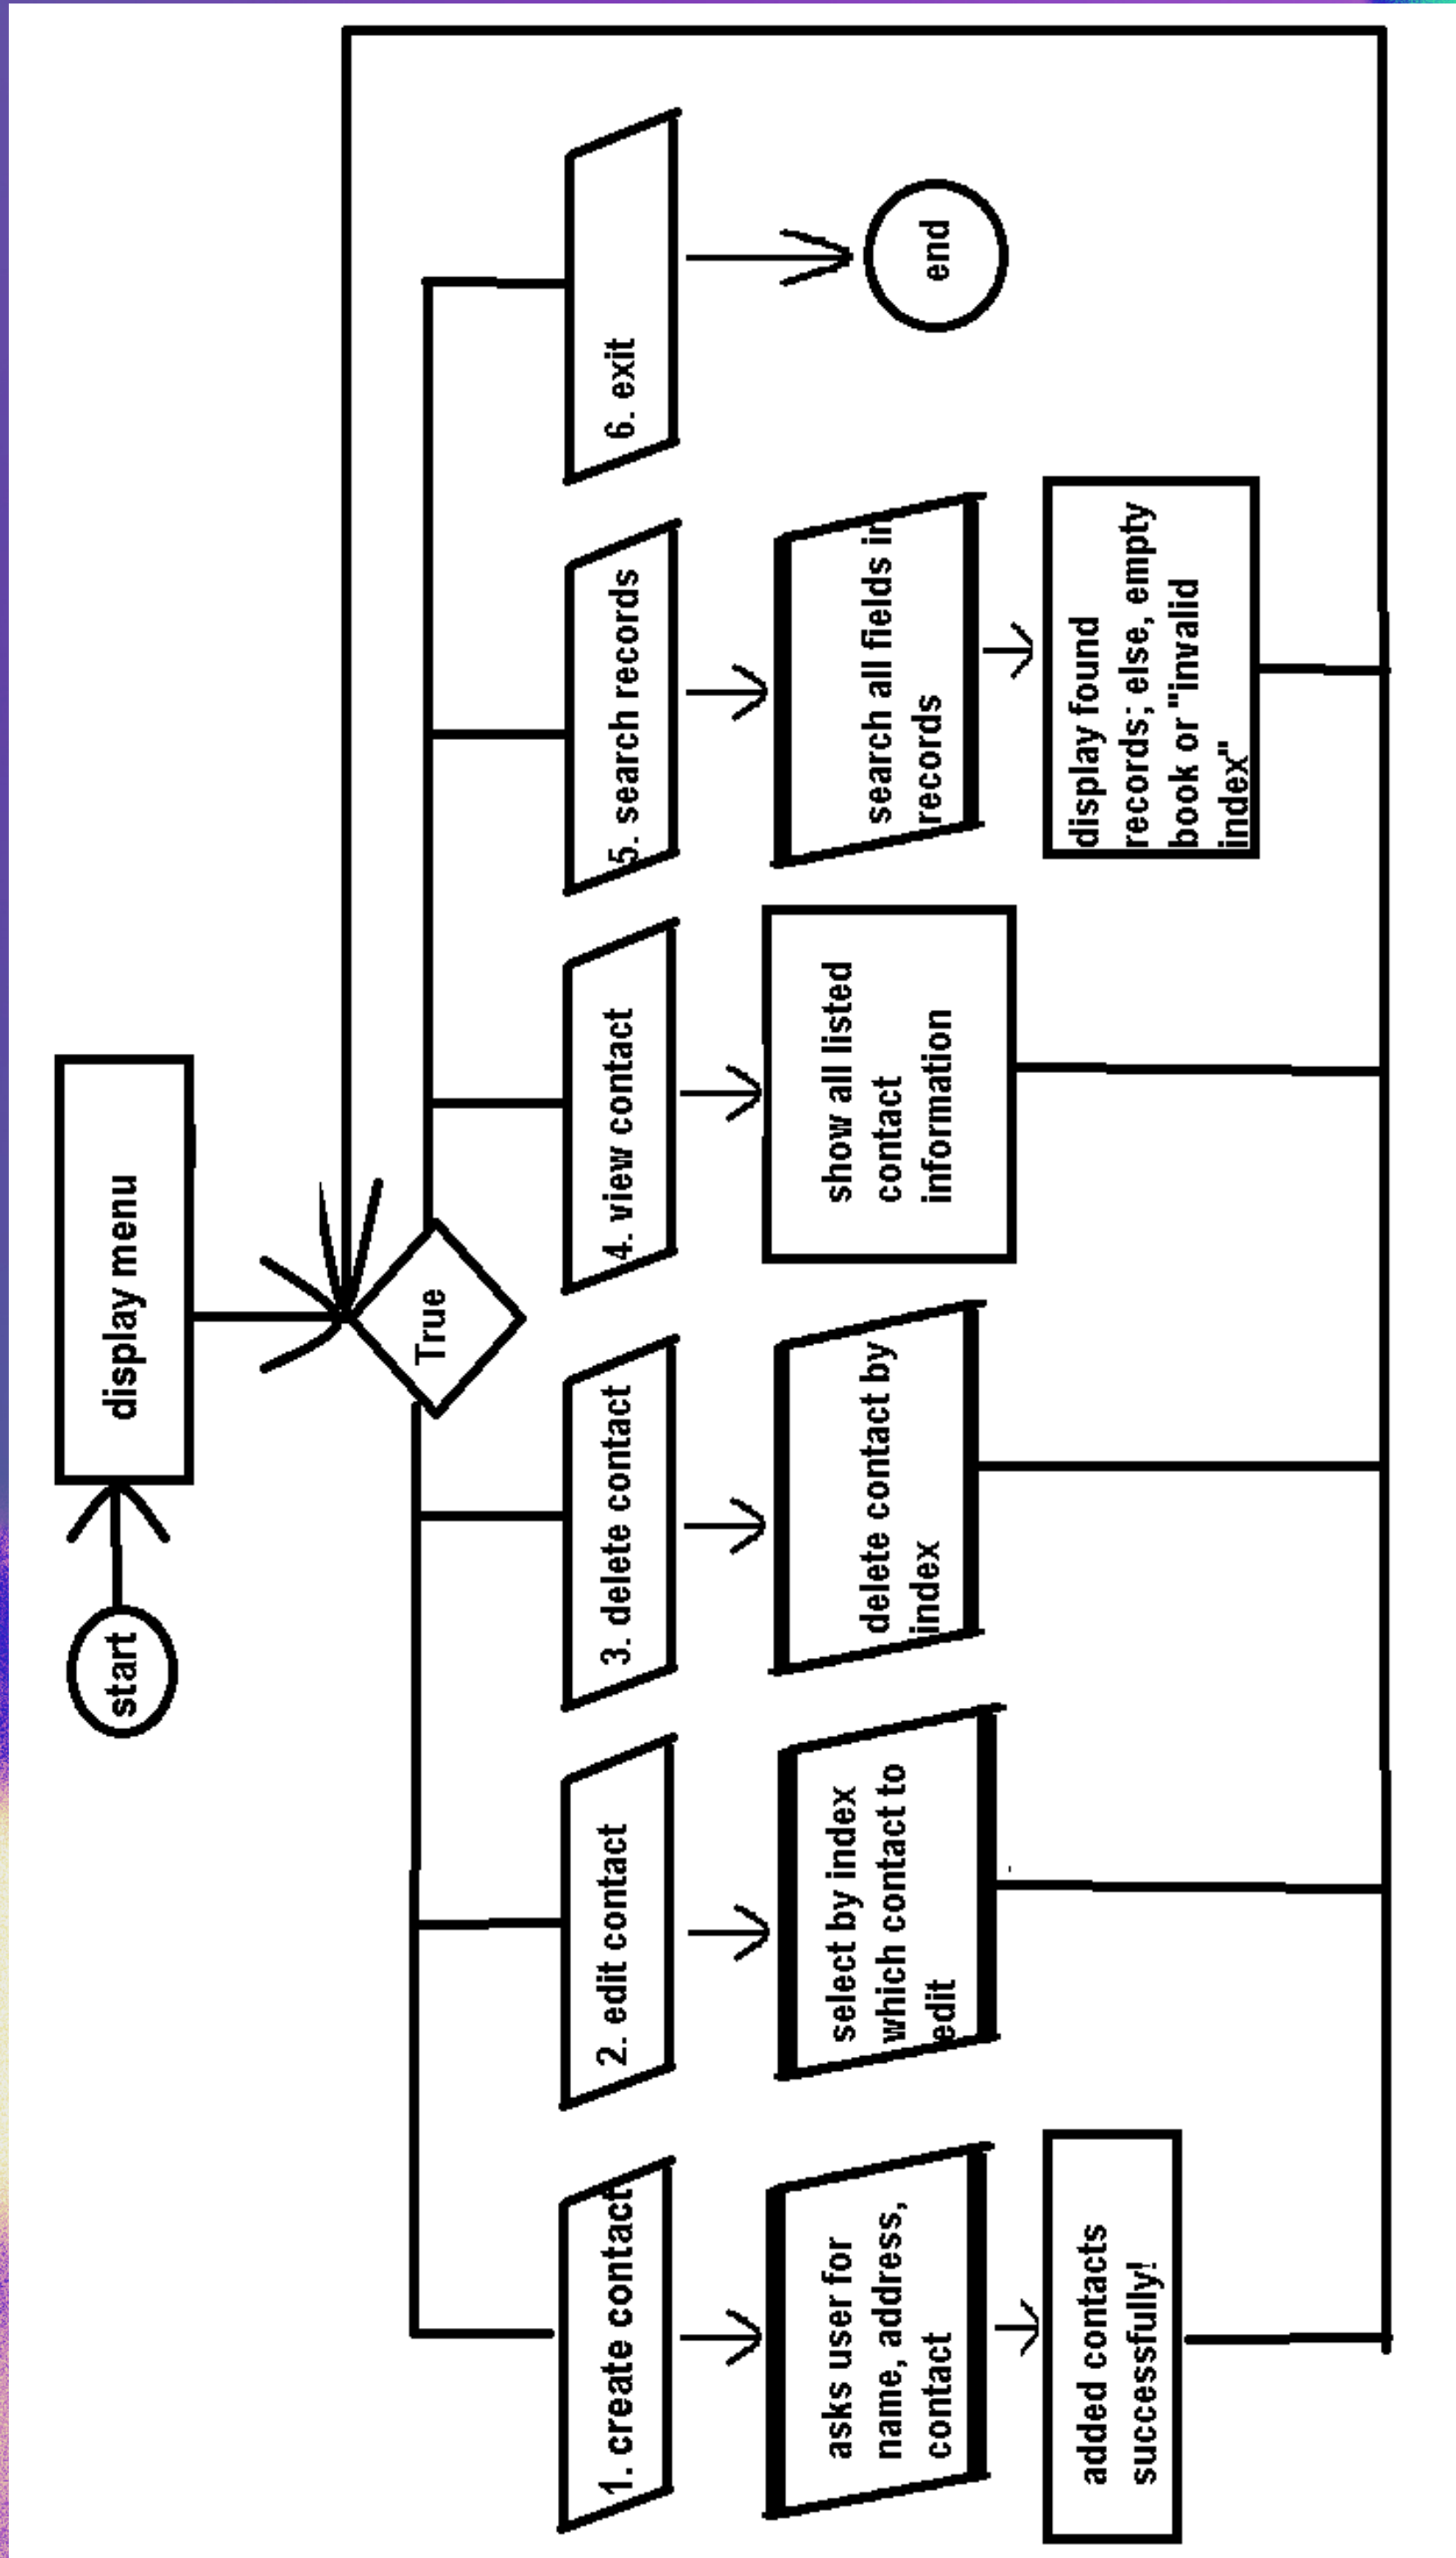 start
display menu
True
1. create contact
2. edit contact
3. delete contact
4. view contact
5. search records
6. exit
asks user for
name, address,
contact
select by index
which contact to
edit
delete contact by
index
show all listed
contact
information
search all fields in
records
end
added contacts
successfully!
display found
records; else, empty
book or "invalid
index"